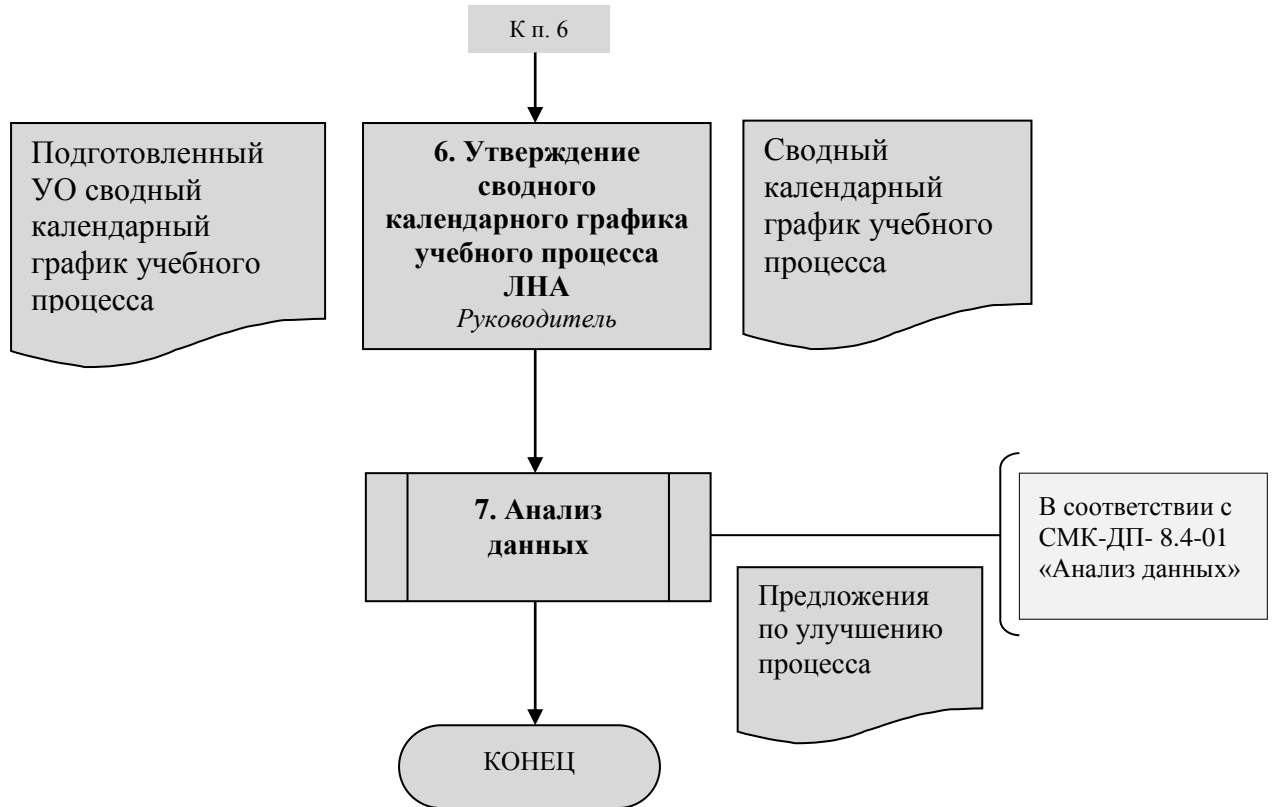 К п. 6
Подготовленный
УО сводный
календарный
график учебного
процесса
6. Утверждение
сводного
календарного графика
учебного процесса
ЛНА
Руководитель
Сводный
календарный
график учебного
процесса
7. Анализ
данных
В соответствии с
СМК-ДП- 8.4-01
«Анализ данных»
Предложения
по улучшению
процесса
КОНЕЦ